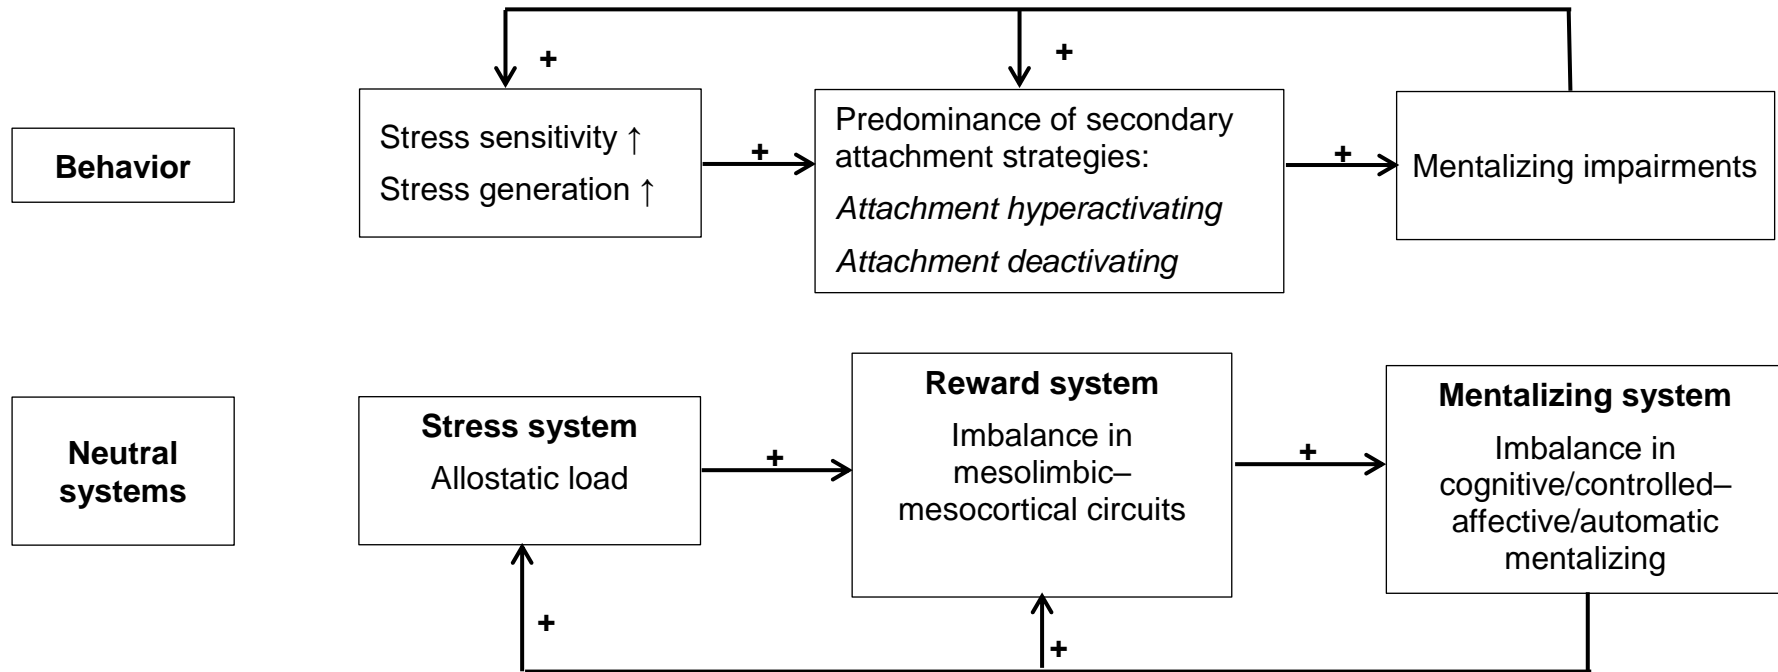 +
+
Behavior
Stress sensitivity ↑
Stress generation ↑
+
Predominance of secondary
attachment strategies:
Attachment hyperactivating
Attachment deactivating
+
Mentalizing impairments
Neutral
systems
Stress system
Allostatic load
+
Reward system
Imbalance in
mesolimbic–
mesocortical circuits
+
Mentalizing system
Imbalance in
cognitive/controlled–
affective/automatic
mentalizing
+
+